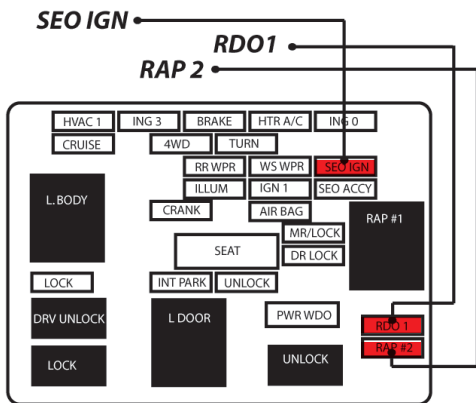 SEO IGN
RDO1
RAP 2
HVAC 1 ING 3 BRAKE HTR A/C ING 0
CRUISE 4WD TURN
RR WPR WS WPR SEO IGN
L. BODY ILLUM IGN 1 SEO ACCY
CRANK AIR BAG RAP #1
MR/LOCK
SEAT DR LOCK
LOCK INT PARK UNLOCK
DRV UNLOCK L DOOR PWR WDO RDO 1
RAP #2
LOCK UNLOCK